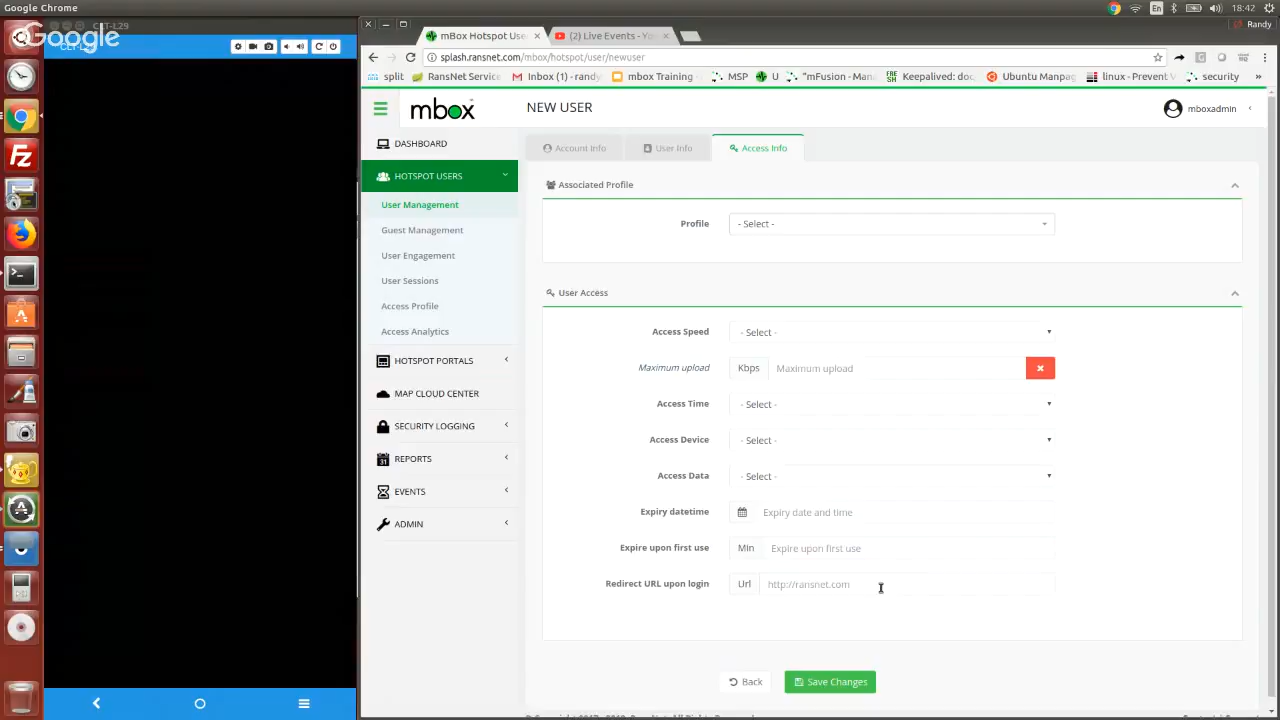 Google Chrome
En
18:42
Randy
CLT-L29
Google
mBox Hotspot Use
(2) Live Events - Yo
splash.ransnet.com/mbox/hotspot/user/newuser
split
RansNet Service
Inbox (1) - randy
mbox Training
MSP
U
"mFusion - Man
Keepalived: doc
Ubuntu Manpag
linux - Prevent
security
mbox
NEW USER
mboxadmin
DASHBOARD
HOTSPOT USERS
User Management
Guest Management
User Engagement
User Sessions
Access Profile
Access Analytics
HOTSPOT PORTALS
MAP CLOUD CENTER
SECURITY LOGGING
REPORTS
EVENTS
ADMIN
Account Info
User Info
Access Info
Associated Profile
Profile
- Select -
User Access
Access Speed
- Select -
Maximum upload
Kbps
Maximum upload
Access Time
- Select -
Access Device
- Select -
Access Data
- Select -
Expiry datetime
Expiry date and time
Expire upon first use
Min
Expire upon first use
Redirect URL upon login
Url
http://ransnet.com
Back
Save Changes